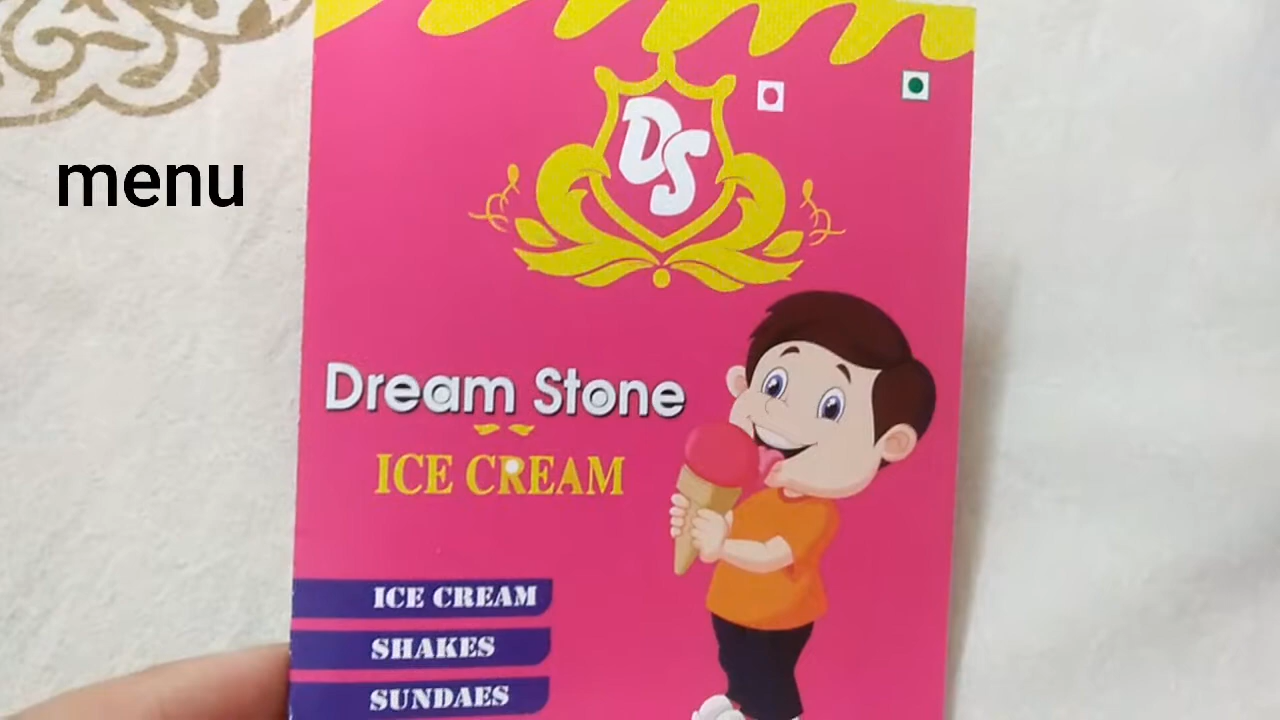 menu
DS
Dream Stone
ICE CREAM
ICE CREAM
SHAKES
SUNDAES